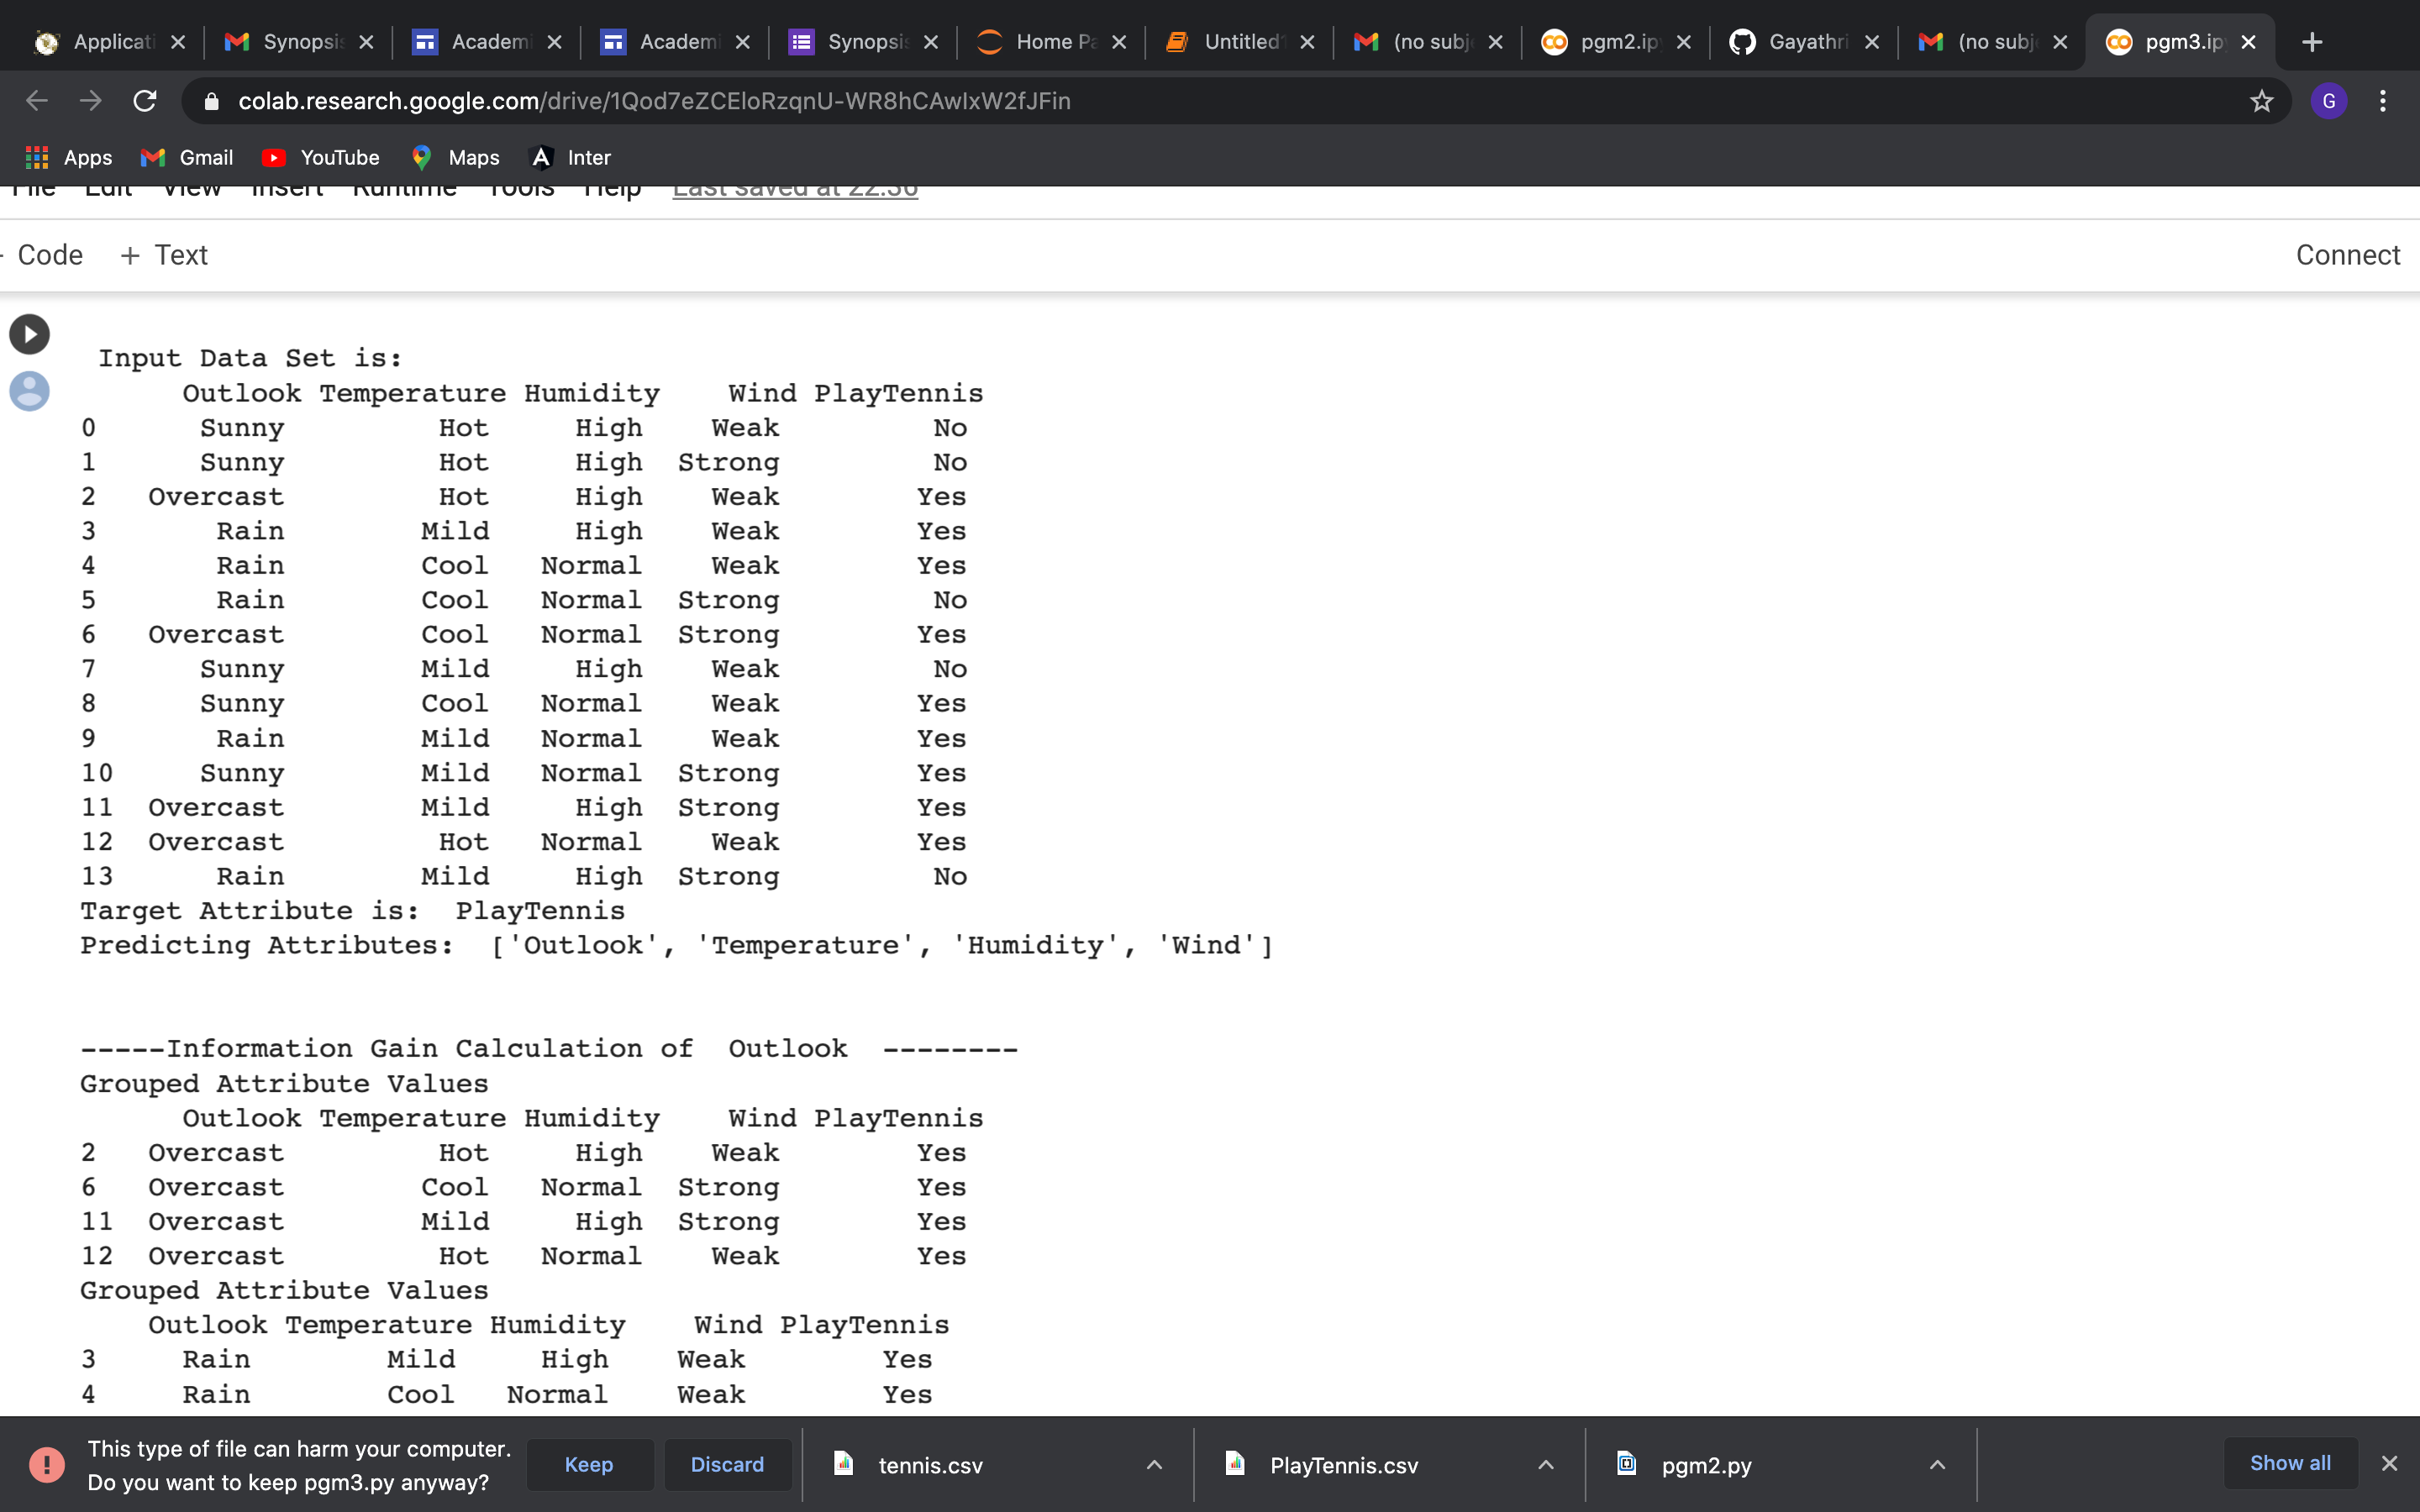 Applicati Synopsis Academi Academi Synopsis Home Pa Untitled1 (no subje pgm2.ip Gayathri (no subje pgm3.ip
colab.research.google.com/drive/1Qod7eZCEloRzqnU-WR8hCAwIxW2fJFin G
Apps Gmail YouTube Maps Inter
File Edit View Insert Runtime Tools Help Last saved at 22:36
Code + Text Connect
Input Data Set is:
Outlook Temperature Humidity Wind PlayTennis
0 Sunny Hot High Weak No
1 Sunny Hot High Strong No
2 Overcast Hot High Weak Yes
3 Rain Mild High Weak Yes
4 Rain Cool Normal Weak Yes
5 Rain Cool Normal Strong No
6 Overcast Cool Normal Strong Yes
7 Sunny Mild High Weak No
8 Sunny Cool Normal Weak Yes
9 Rain Mild Normal Weak Yes
10 Sunny Mild Normal Strong Yes
11 Overcast Mild High Strong Yes
12 Overcast Hot Normal Weak Yes
13 Rain Mild High Strong No
Target Attribute is: PlayTennis
Predicting Attributes: ['Outlook', 'Temperature', 'Humidity', 'Wind']
-----Information Gain Calculation of Outlook --------
Grouped Attribute Values
Outlook Temperature Humidity Wind PlayTennis
2 Overcast Hot High Weak Yes
6 Overcast Cool Normal Strong Yes
11 Overcast Mild High Strong Yes
12 Overcast Hot Normal Weak Yes
Grouped Attribute Values
Outlook Temperature Humidity Wind PlayTennis
3 Rain Mild High Weak Yes
4 Rain Cool Normal Weak Yes
This type of file can harm your computer.
Do you want to keep pgm3.py anyway?
Keep Discard tennis.csv PlayTennis.csv pgm2.py Show all